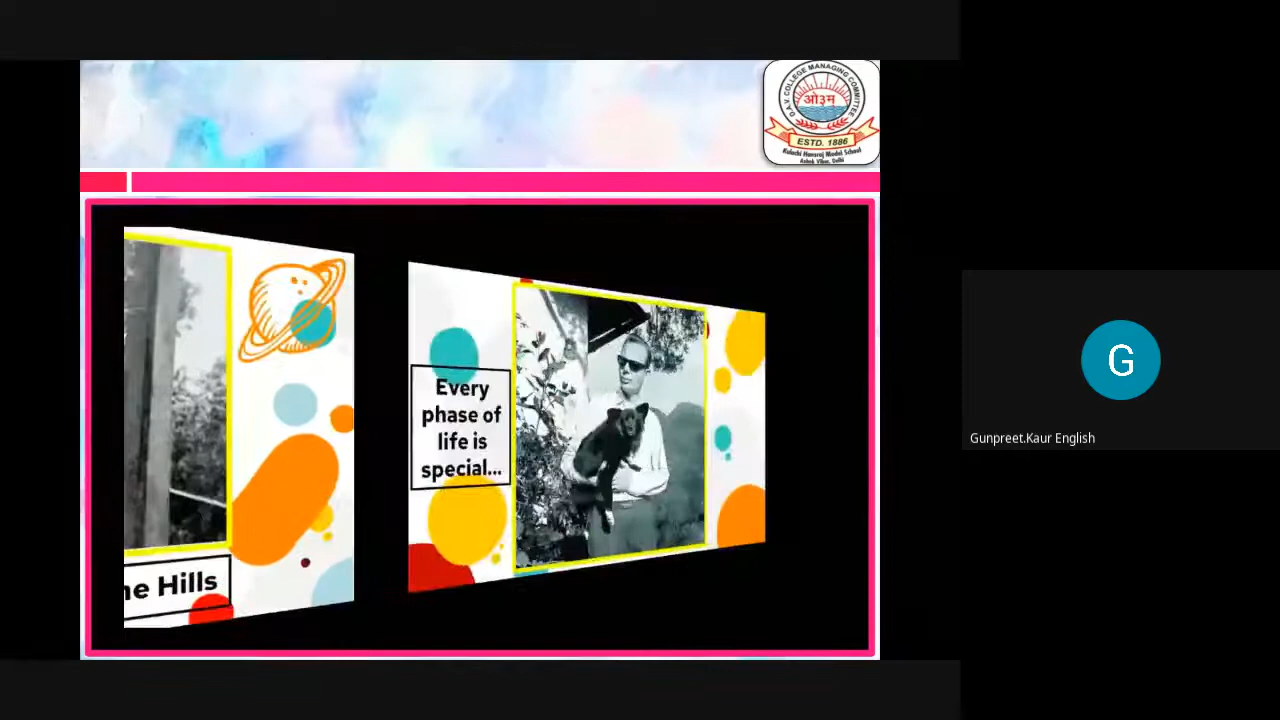 D.A.V. COLLEGE MANAGING COMMITTEE
ओ३म
ESTD. 1886
Kulachi Hansraj Model School
Ashok Vihar, Delhi
Every
phase of
life is
special...
he Hills
G
Gunpreet.Kaur English